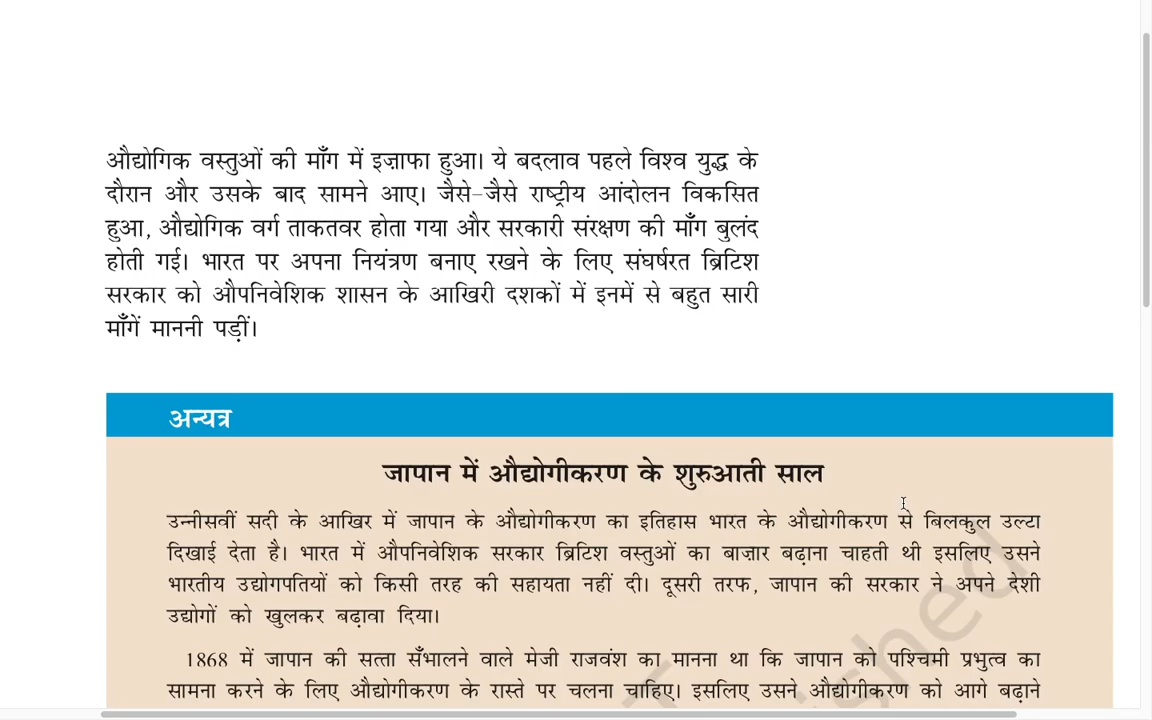 औद्योगिक वस्तुओं की माँग में इज़ाफा हुआ। ये बदलाव पहले विश्व युद्ध के
दौरान और उसके बाद सामने आए। जैसे-जैसे राष्ट्रीय आंदोलन विकसित
हुआ, औद्योगिक वर्ग ताकतवर होता गया और सरकारी संरक्षण की माँग बुलंद
होती गई। भारत पर अपना नियंत्रण बनाए रखने के लिए संघर्षरत ब्रिटिश
सरकार को औपनिवेशिक शासन के आखिरी दशकों में इनमें से बहुत सारी
माँगें माननी पड़ीं।
अन्यत्र
जापान में औद्योगीकरण के शुरुआती साल
उन्नीसवीं सदी के आखिर में जापान के औद्योगीकरण का इतिहास भारत के औद्योगीकरण से बिलकुल उल्टा
दिखाई देता है। भारत में औपनिवेशिक सरकार ब्रिटिश वस्तुओं का बाज़ार बढ़ाना चाहती थी इसलिए उसने
भारतीय उद्योगपतियों को किसी तरह की सहायता नहीं दी। दूसरी तरफ, जापान की सरकार ने अपने देशी
उद्योगों को खुलकर बढ़ावा दिया।
1868 में जापान की सत्ता सँभालने वाले मेजी राजवंश का मानना था कि जापान को पश्चिमी प्रभुत्व का
सामना करने के लिए औद्योगीकरण के रास्ते पर चलना चाहिए। इसलिए उसने औद्योगीकरण को आगे बढ़ाने